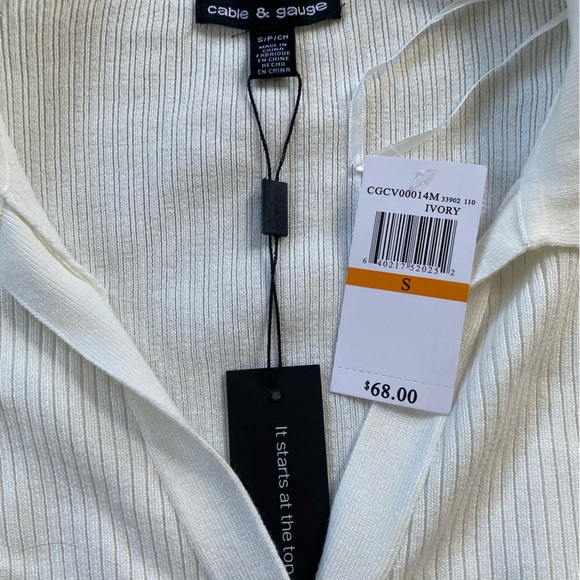 cable & gauge
S/P/CH
MADE IN
CHINA
FABRIQUE
EN CHINE
HECHO
EN CHINA
CGCV00014M 33902 110
IVORY
6 40217 52025 2
S
$68.00
It starts at the top